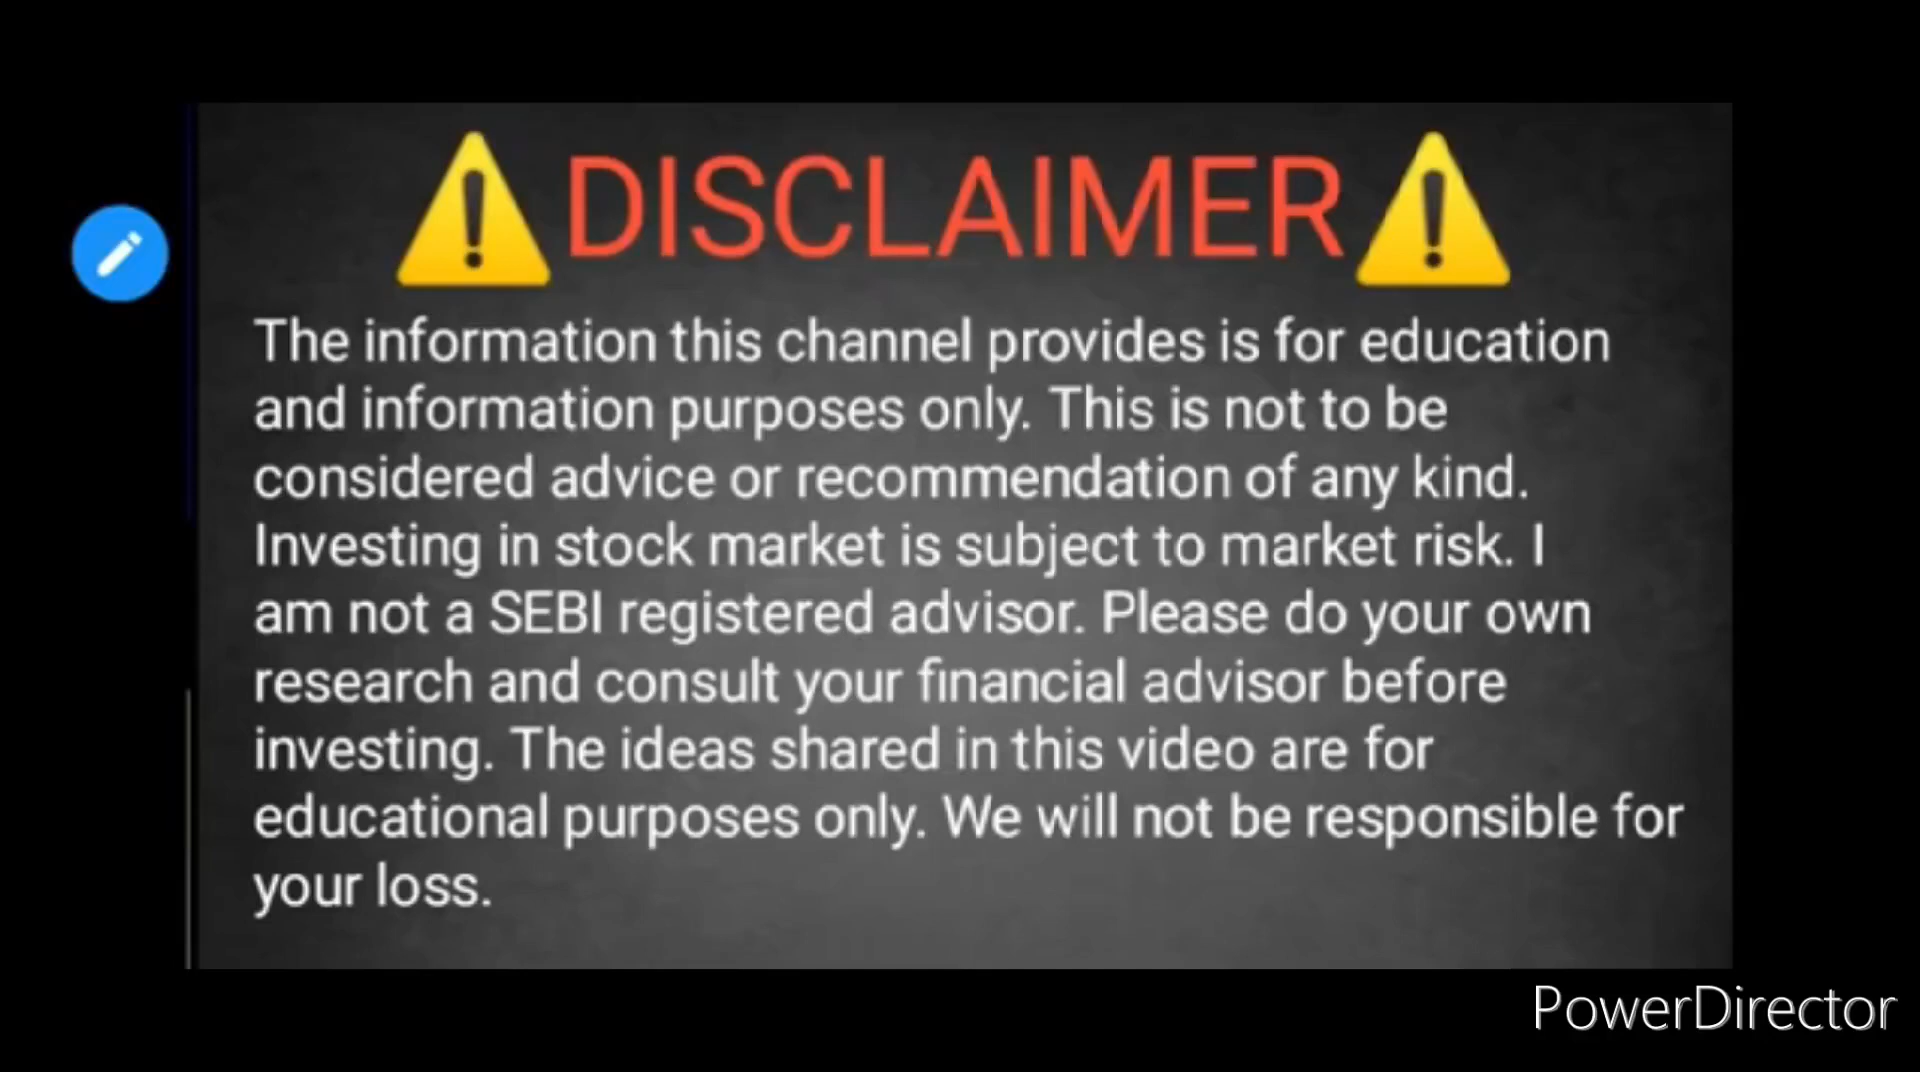 ⚠DISCLAIMER⚠
The information this channel provides is for education
and information purposes only. This is not to be
considered advice or recommendation of any kind.
Investing in stock market is subject to market risk. I
am not a SEBI registered advisor. Please do your own
research and consult your financial advisor before
investing. The ideas shared in this video are for
educational purposes only. We will not be responsible for
your loss.
PowerDirector